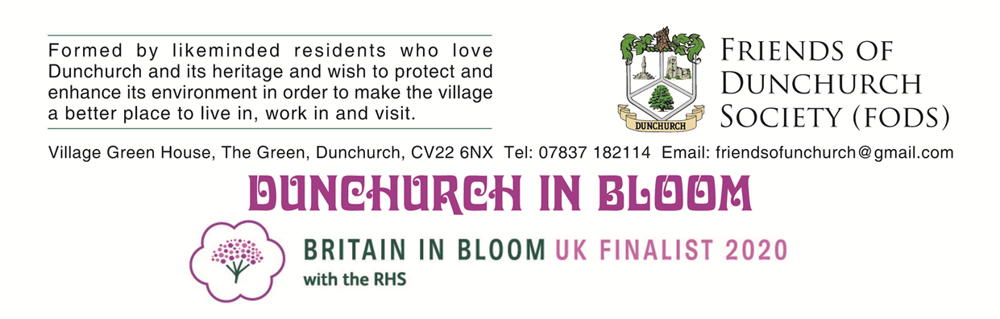 Formed by likeminded residents who love
Dunchurch and its heritage and wish to protect and
enhance its environment in order to make the village
a better place to live in, work in and visit.
DUNCHURCH
FRIENDS OF
DUNCHURCH
SOCIETY (FODS)
Village Green House, The Green, Dunchurch, CV22 6NX Tel: 07837 182114 Email: friendsofunchurch@gmail.com
DUNCHURCH IN BLOOM
BRITAIN IN BLOOM UK FINALIST 2020
with the RHS